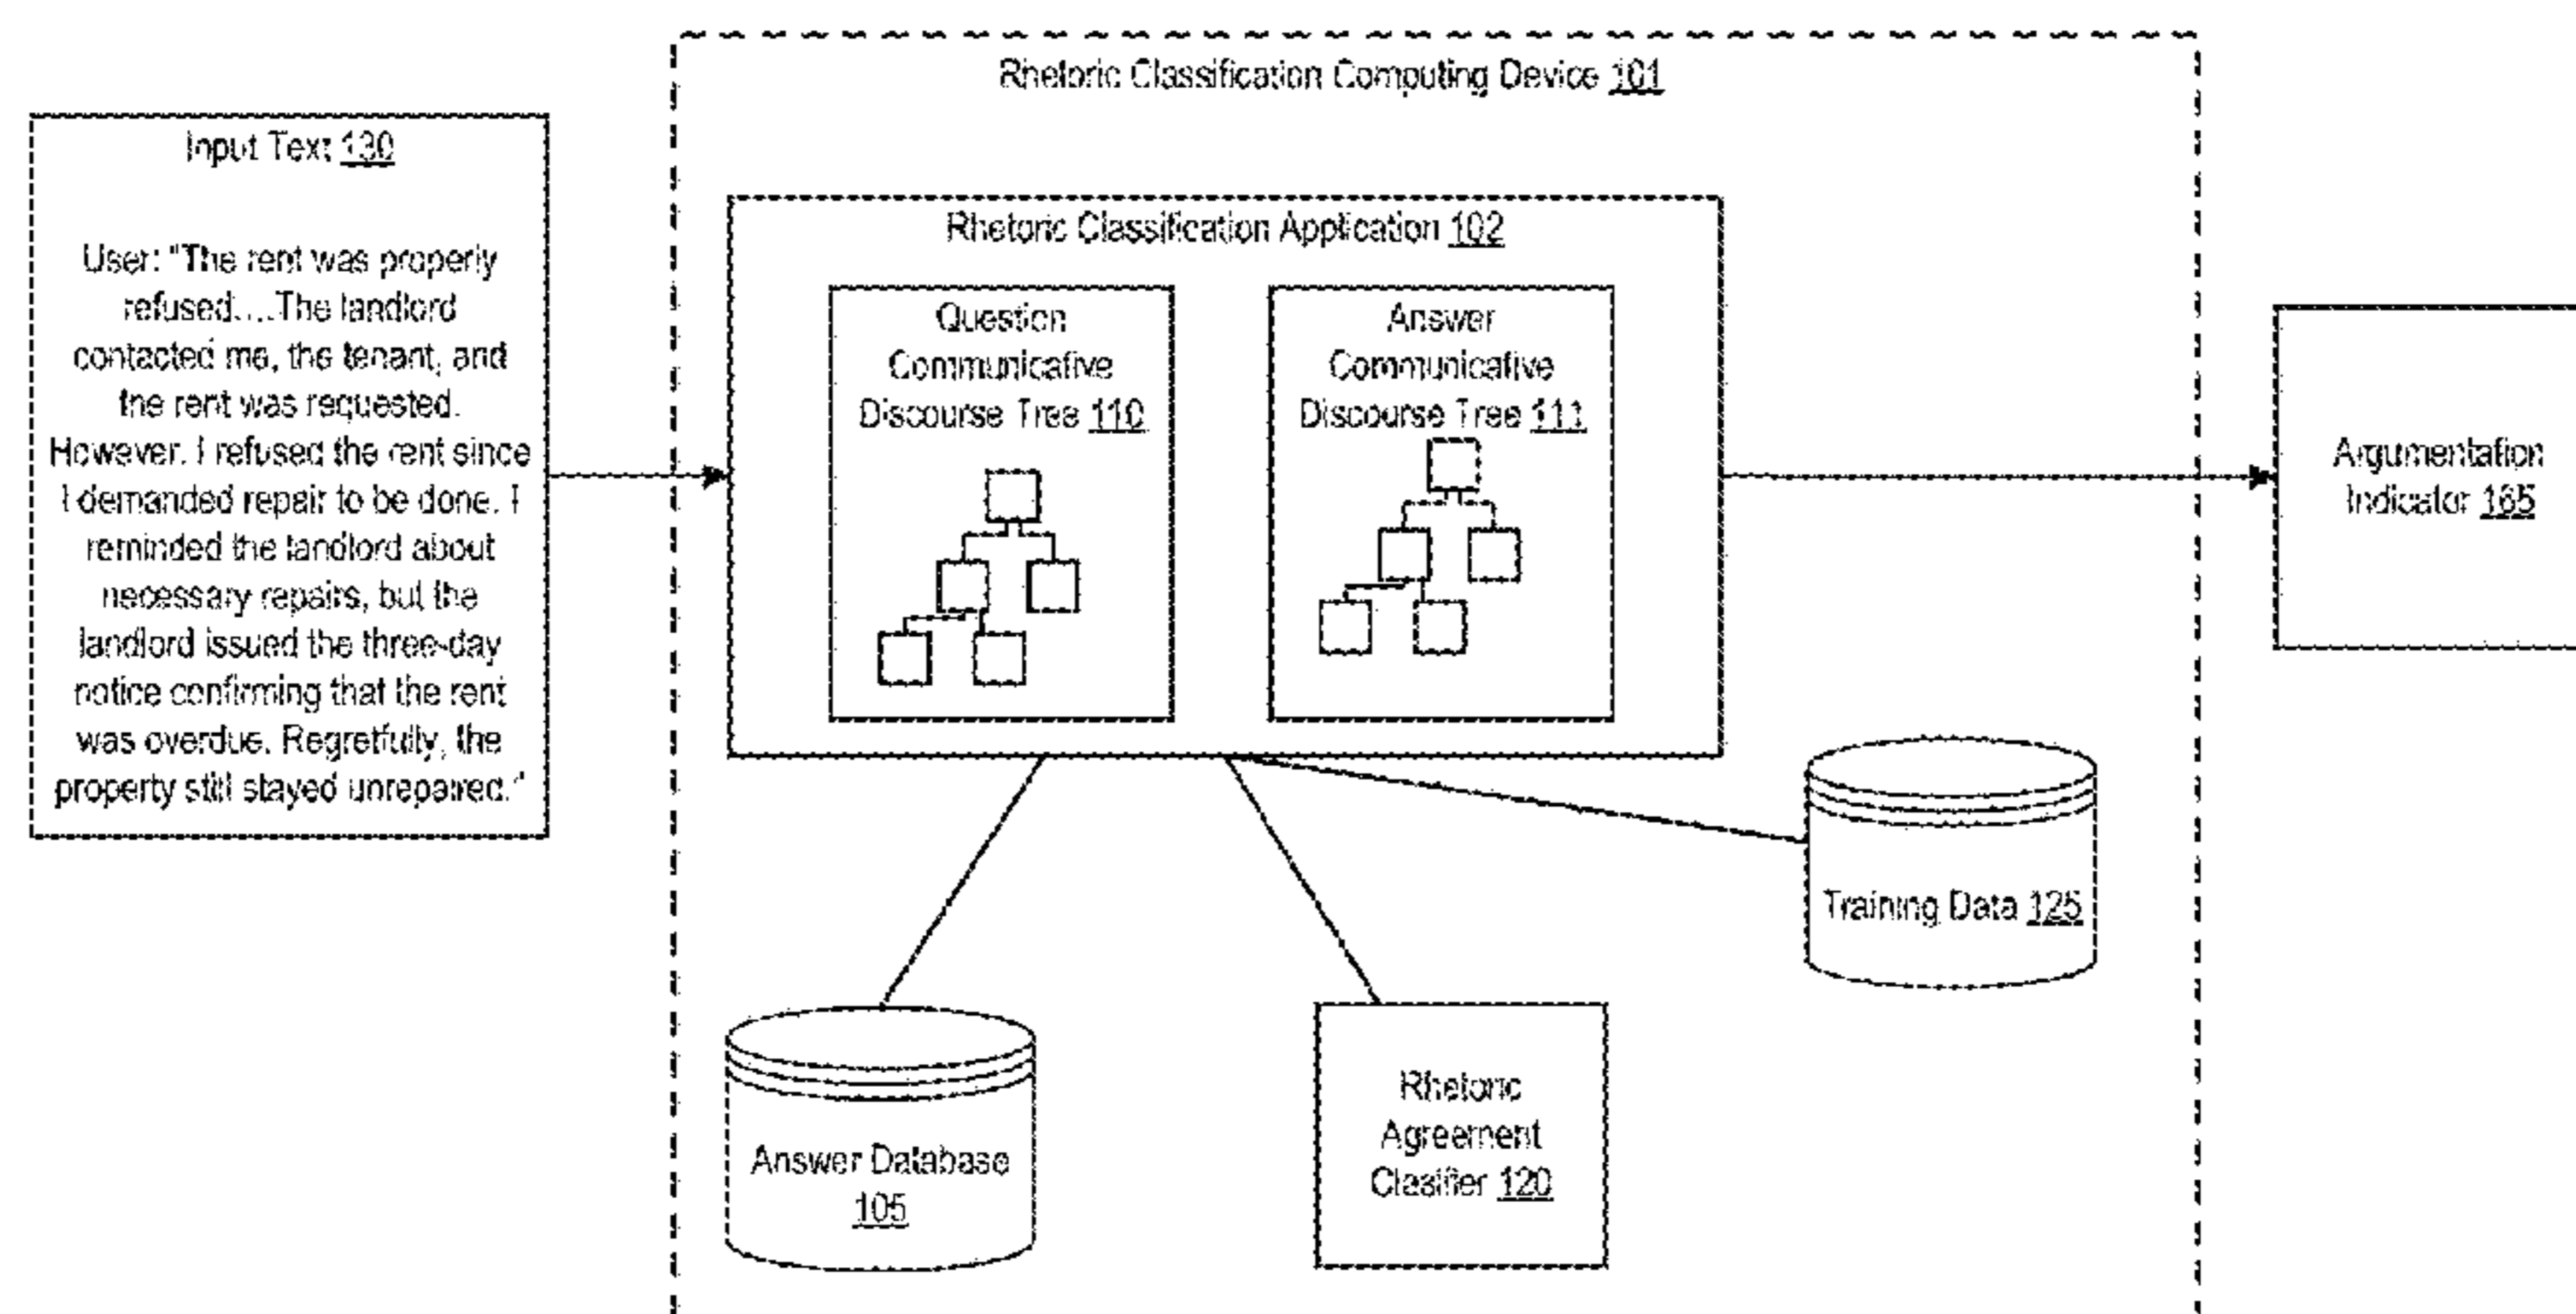 Rhetoric Classification Computing Device 101
Input Text 130
User: "The rent was properly
refused....The landlord
contacted me, the tenant, and
the rent was requested.
However, I refused the rent since
I demanded repair to be done. I
reminded the landlord about
necessary repairs, but the
landlord issued the three-day
notice confirming that the rent
was overdue. Regretfully, the
property still stayed unrepaired."
Rhetoric Classification Application 102
Question
Communicative
Discourse Tree 110
Answer
Communicative
Discourse Tree 111
Argumentation
Indicator 165
Training Data 125
Answer Database
105
Rhetoric
Agreement
Clasifier 120